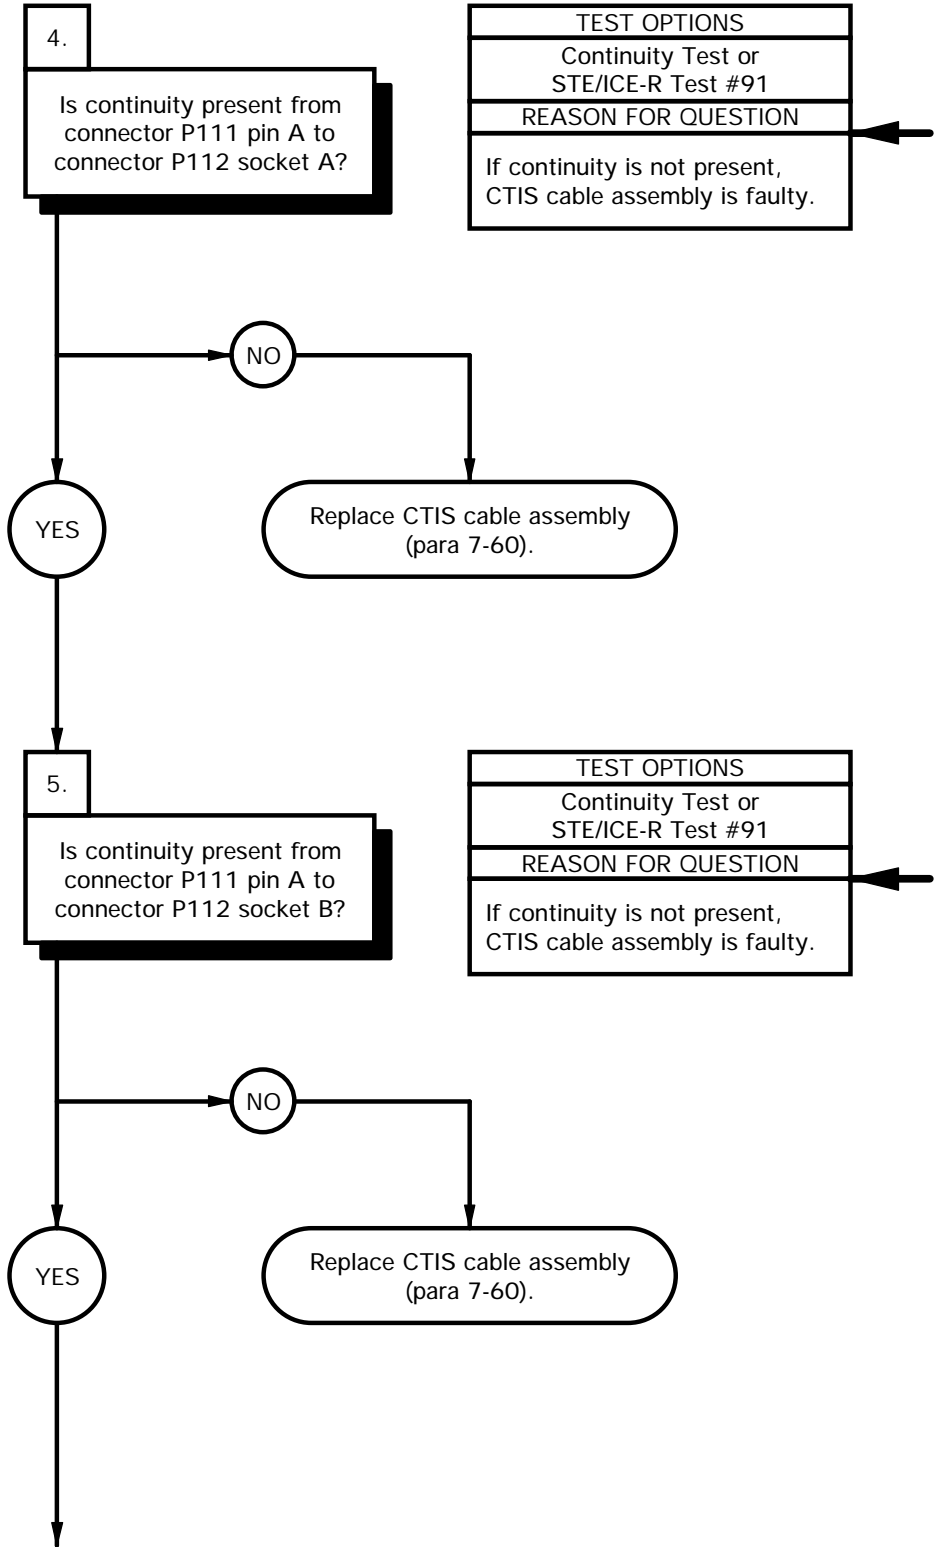 4.
Is continuity present from
connector P111 pin A to
connector P112 socket A?
TEST OPTIONS
Continuity Test or
STE/ICE-R Test #91
REASON FOR QUESTION
If continuity is not present,
CTIS cable assembly is faulty.
NO
YES
Replace CTIS cable assembly
(para 7-60).
5.
Is continuity present from
connector P111 pin A to
connector P112 socket B?
TEST OPTIONS
Continuity Test or
STE/ICE-R Test #91
REASON FOR QUESTION
If continuity is not present,
CTIS cable assembly is faulty.
NO
YES
Replace CTIS cable assembly
(para 7-60).